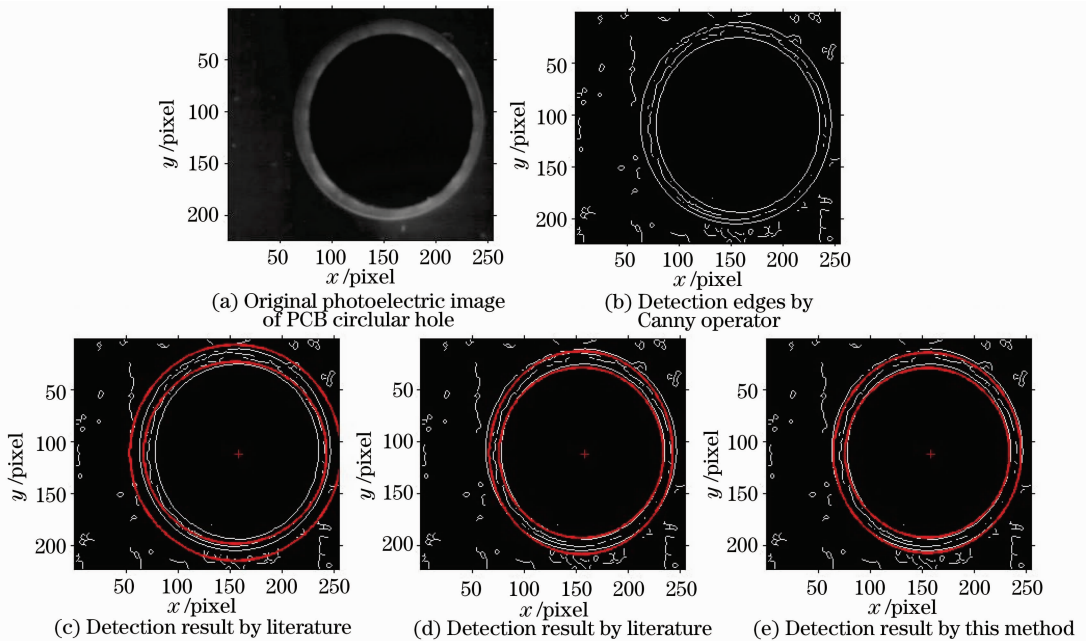 50
100
150
200
y /pixel
50 100 150 200 250
x /pixel
(a) Original photoelectric image
of PCB circlular hole
50
100
150
200
y /pixel
50 100 150 200 250
x /pixel
(b) Detection edges by
Canny operator
50
100
150
200
y /pixel
50 100 150 200 250
x /pixel
(c) Detection result by literature
50
100
150
200
y /pixel
50 100 150 200 250
x /pixel
(d) Detection result by literature
50
100
150
200
y /pixel
50 100 150 200 250
x /pixel
(e) Detection result by this method